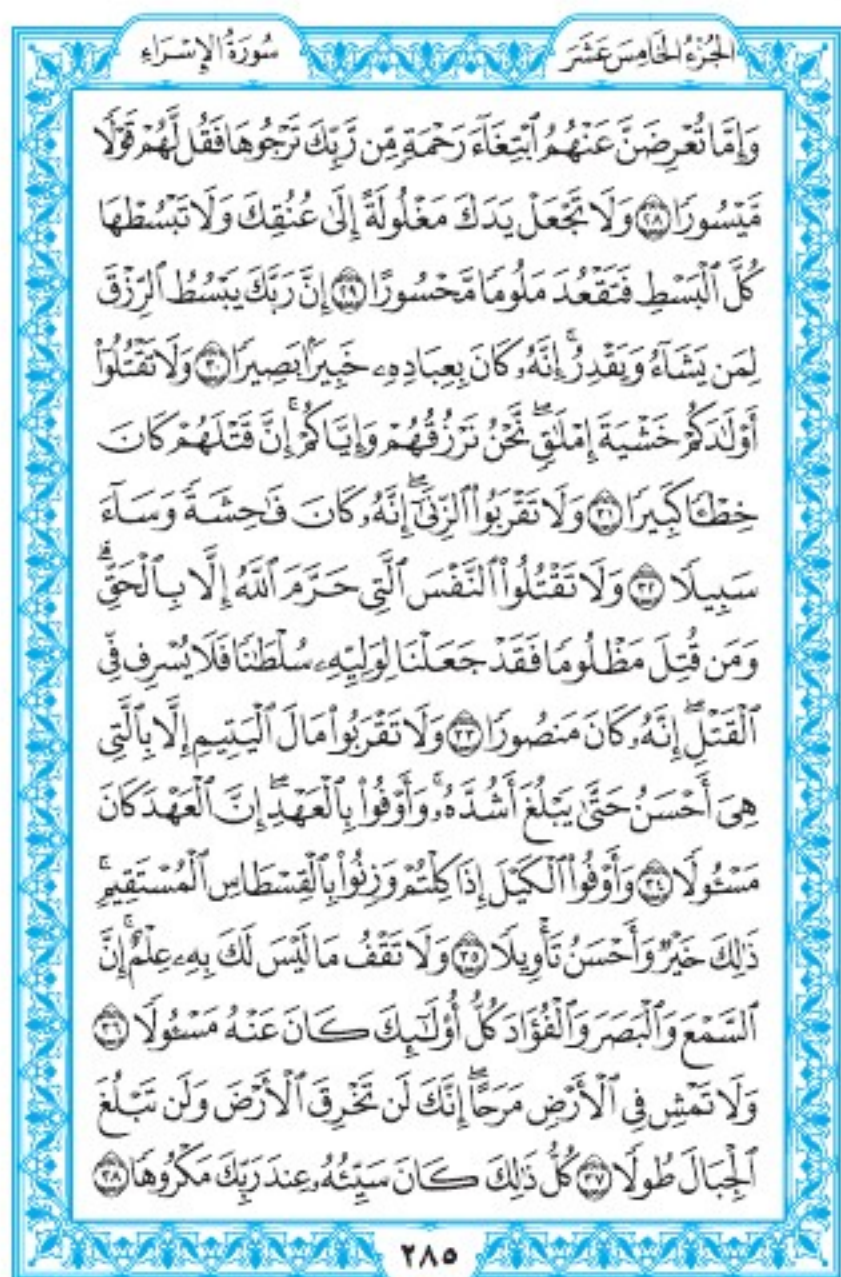 الجُزْءُ الخَامِسَ عَشَرَ
سُورَةُ الإِسْرَاءِ
وَإِمَّا تُعْرِضَنَّ عَنْهُمُ ٱبْتِغَآءَ رَحْمَةٖ مِّن رَّبِّكَ تَرْجُوهَا فَقُل لَّهُمْ قَوْلٗا
مَّيْسُورٗا ٢٨ وَلَا تَجْعَلْ يَدَكَ مَغْلُولَةً إِلَىٰ عُنُقِكَ وَلَا تَبْسُطْهَا
كُلَّ ٱلْبَسْطِ فَتَقْعُدَ مَلُومٗا مَّحْسُورًا ٢٩ إِنَّ رَبَّكَ يَبْسُطُ ٱلرِّزْقَ
لِمَن يَشَآءُ وَيَقْدِرُۚ إِنَّهُۥ كَانَ بِعِبَادِهِۦ خَبِيرَۢا بَصِيرٗا ٣٠ وَلَا تَقْتُلُوٓاْ
أَوْلَٰدَكُمْ خَشْيَةَ إِمْلَٰقٖۖ نَّحْنُ نَرْزُقُهُمْ وَإِيَّاكُمْۚ إِنَّ قَتْلَهُمْ كَانَ
خِطْـٔٗا كَبِيرٗا ٣١ وَلَا تَقْرَبُواْ ٱلزِّنَىٰٓۖ إِنَّهُۥ كَانَ فَٰحِشَةٗ وَسَآءَ
سَبِيلٗا ٣٢ وَلَا تَقْتُلُواْ ٱلنَّفْسَ ٱلَّتِي حَرَّمَ ٱللَّهُ إِلَّا بِٱلْحَقِّۗ
وَمَن قُتِلَ مَظْلُومٗا فَقَدْ جَعَلْنَا لِوَلِيِّهِۦ سُلْطَٰنٗا فَلَا يُسْرِف فِّي
ٱلْقَتْلِۖ إِنَّهُۥ كَانَ مَنصُورٗا ٣٣ وَلَا تَقْرَبُواْ مَالَ ٱلْيَتِيمِ إِلَّا بِٱلَّتِي
هِيَ أَحْسَنُ حَتَّىٰ يَبْلُغَ أَشُدَّهُۥۚ وَأَوْفُواْ بِٱلْعَهْدِۖ إِنَّ ٱلْعَهْدَ كَانَ
مَسْـُٔولٗا ٣٤ وَأَوْفُواْ ٱلْكَيْلَ إِذَا كِلْتُمْ وَزِنُواْ بِٱلْقِسْطَاسِ ٱلْمُسْتَقِيمِۚ
ذَٰلِكَ خَيْرٞ وَأَحْسَنُ تَأْوِيلٗا ٣٥ وَلَا تَقْفُ مَا لَيْسَ لَكَ بِهِۦ عِلْمٌۚ إِنَّ
ٱلسَّمْعَ وَٱلْبَصَرَ وَٱلْفُؤَادَ كُلُّ أُوْلَٰٓئِكَ كَانَ عَنْهُ مَسْـُٔولٗا ٣٦
وَلَا تَمْشِ فِي ٱلْأَرْضِ مَرَحًاۖ إِنَّكَ لَن تَخْرِقَ ٱلْأَرْضَ وَلَن تَبْلُغَ
ٱلْجِبَالَ طُولٗا ٣٧ كُلُّ ذَٰلِكَ كَانَ سَيِّئُهُۥ عِندَ رَبِّكَ مَكْرُوهٗا ٣٨
٢٨٥